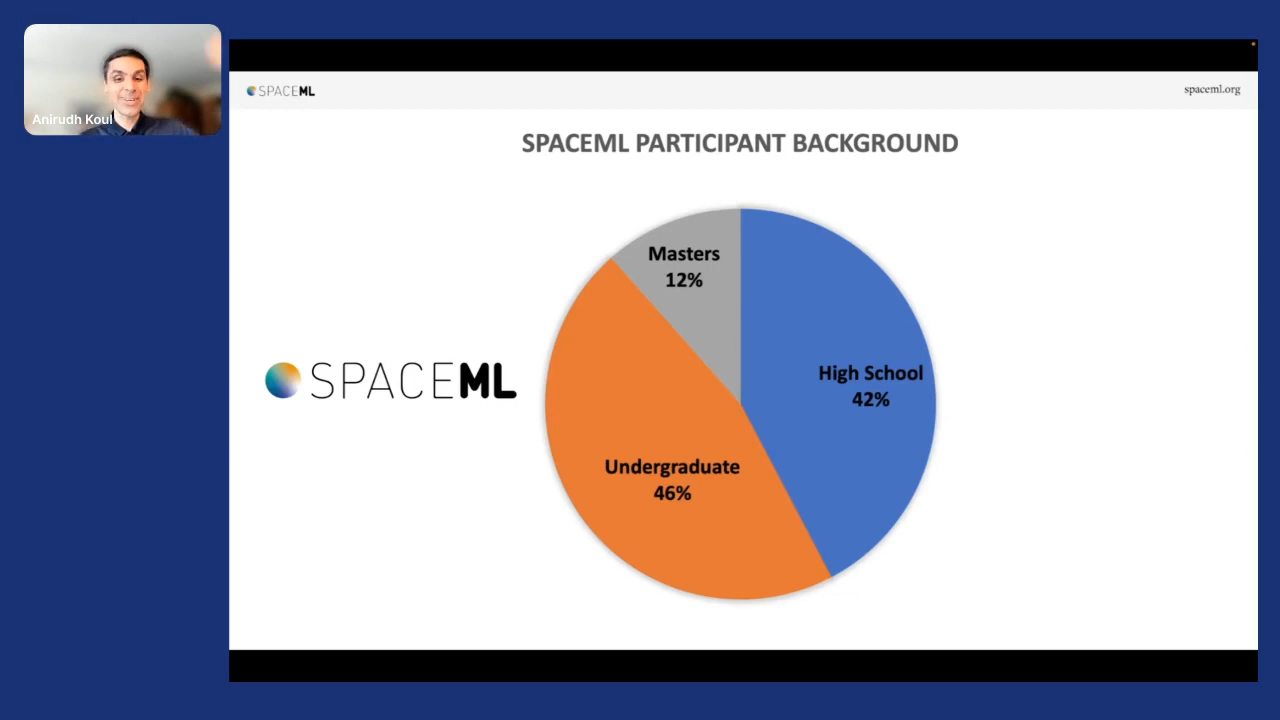 Anirudh Koul
SPACEML
spaceml.org
SPACEML PARTICIPANT BACKGROUND
Masters
12%
High School
42%
SPACEML
Undergraduate
46%